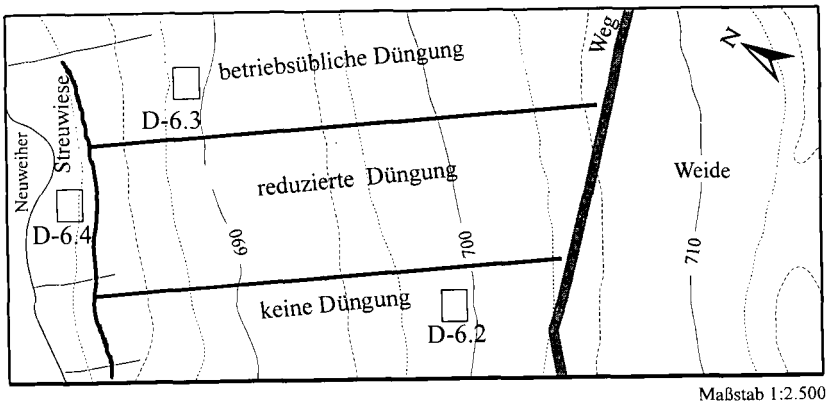 betriebsübliche Düngung
Weg
N
D-6.3
Streuwiese
Neuweiher
reduzierte Düngung
Weide
D-6.4
690
700
710
keine Düngung
D-6.2
Maßstab 1:2.500